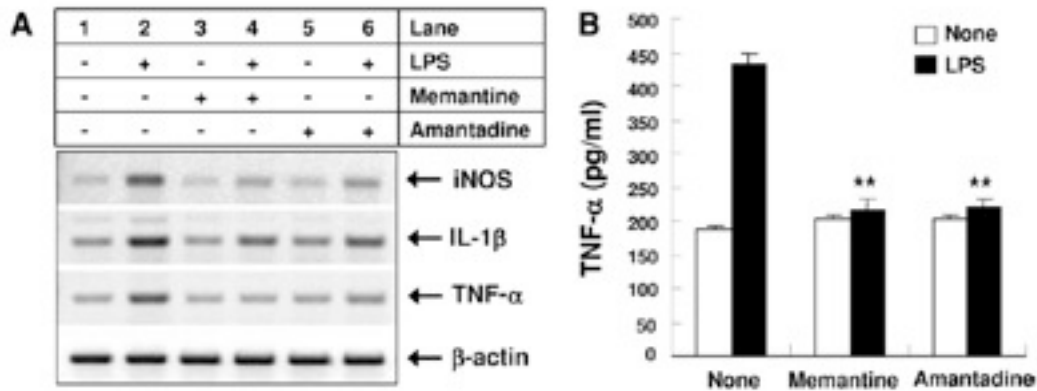 A
1 2 3 4 5 6 Lane
- + - + - + LPS
- - + + - - Memantine
- - - - + + Amantadine
← iNOS
← IL-1β
← TNF-α
← β-actin
B
None
LPS
TNF-α (pg/ml)
500
450
400
350
300
250
200
150
100
50
0
** **
None Memantine Amantadine